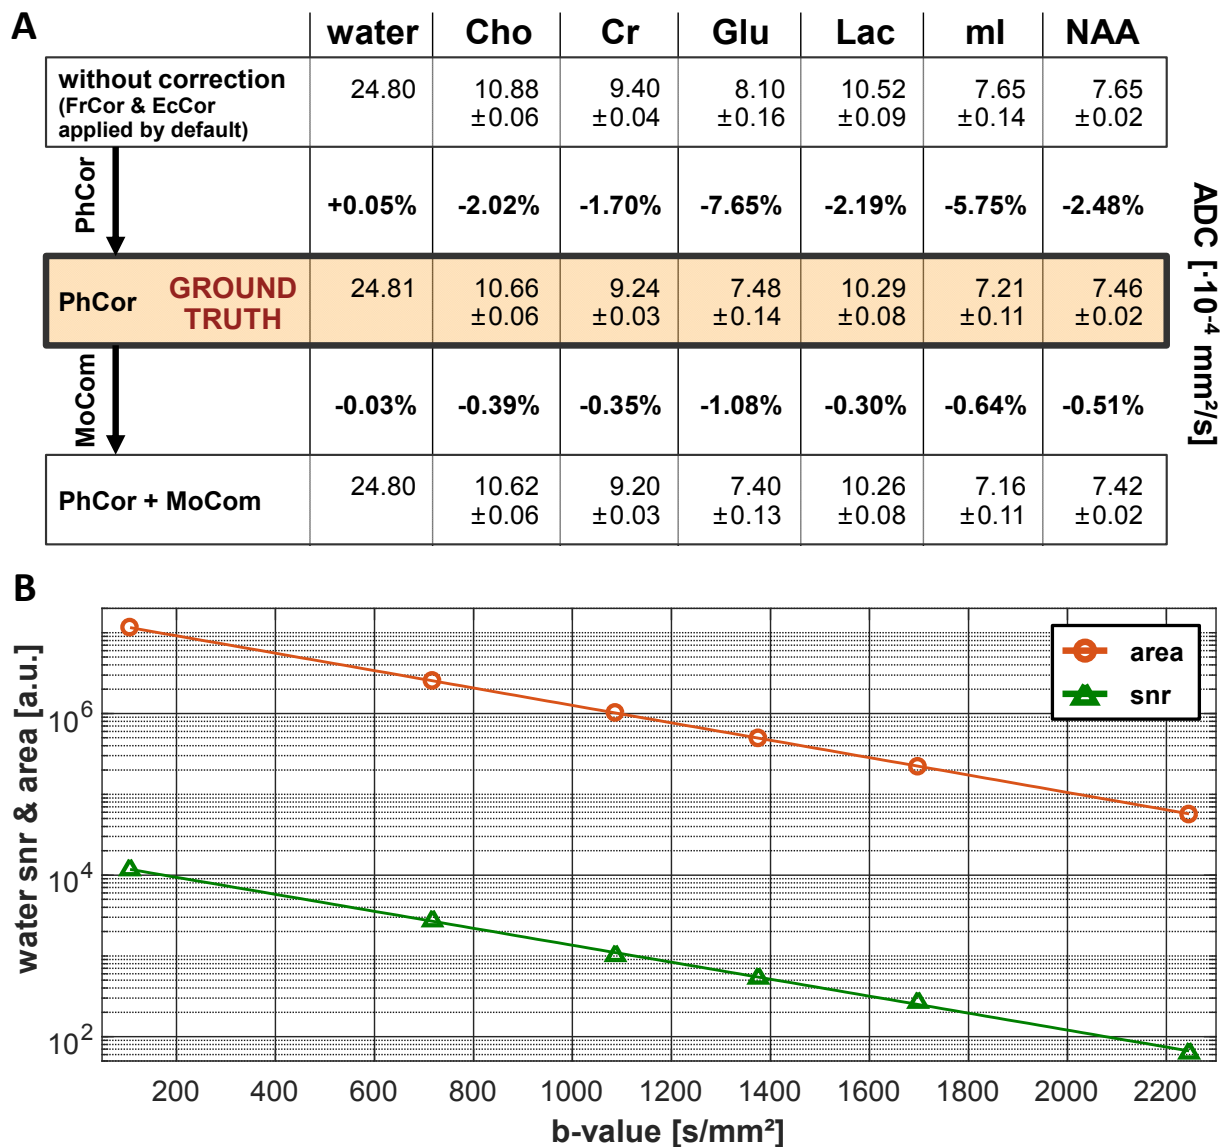 A
water Cho Cr Glu Lac mI NAA
without correction
(FrCor & EcCor
applied by default)
24.80 10.88 9.40 8.10 10.52 7.65 7.65
±0.06 ±0.04 ±0.16 ±0.09 ±0.14 ±0.02
PhCor
+0.05% -2.02% -1.70% -7.65% -2.19% -5.75% -2.48%
PhCor GROUND
TRUTH
24.81 10.66 9.24 7.48 10.29 7.21 7.46
±0.06 ±0.03 ±0.14 ±0.08 ±0.11 ±0.02
MoCom
-0.03% -0.39% -0.35% -1.08% -0.30% -0.64% -0.51%
PhCor + MoCom
24.80 10.62 9.20 7.40 10.26 7.16 7.42
±0.06 ±0.03 ±0.13 ±0.08 ±0.11 ±0.02
ADC [·10⁻⁴ mm²/s]
B
water snr & area [a.u.]
10⁶
10⁴
10²
area
snr
200 400 600 800 1000 1200 1400 1600 1800 2000 2200
b-value [s/mm²]